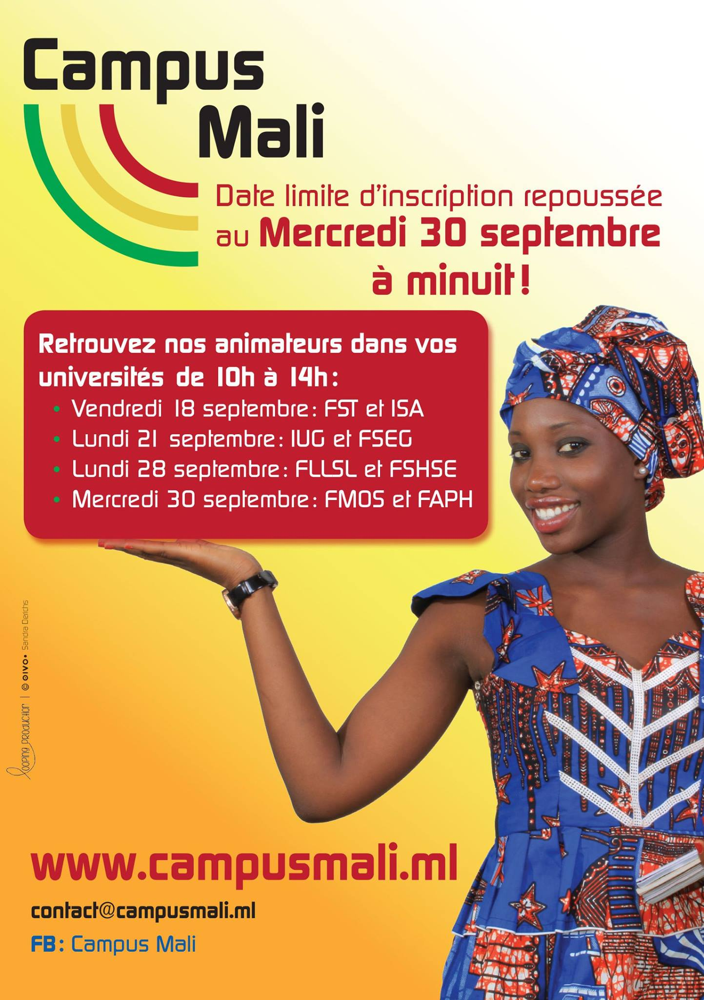 Campus
Mali
Date limite d'inscription repoussée
au Mercredi 30 septembre
à minuit!
Retrouvez nos animateurs dans vos
universités de 10h à 14h:
• Vendredi 18 septembre: FST et ISA
• Lundi 21 septembre: IUG et FSEG
• Lundi 28 septembre: FLLSL et FSHSE
• Mercredi 30 septembre: FMOS et FAPH
Looping production | © OIVO • Sandra Derichs
www.campusmali.ml
contact@campusmali.ml
FB: Campus Mali